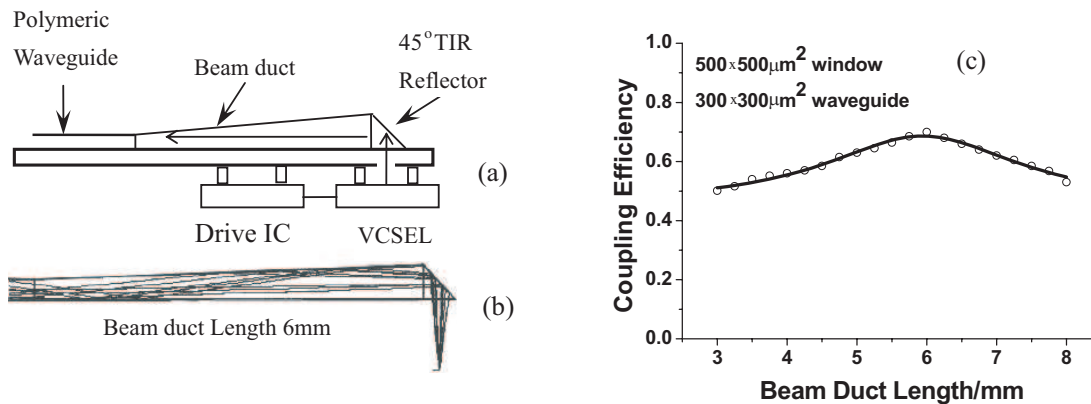 Polymeric
Waveguide
Beam duct
45°TIR
Reflector
(a)
Drive IC
VCSEL
(b)
Beam duct Length 6mm
(c)
500x500μm² window
300x300μm² waveguide
Coupling Efficiency
1.0
0.8
0.6
0.4
0.2
0.0
3 4 5 6 7 8
Beam Duct Length/mm